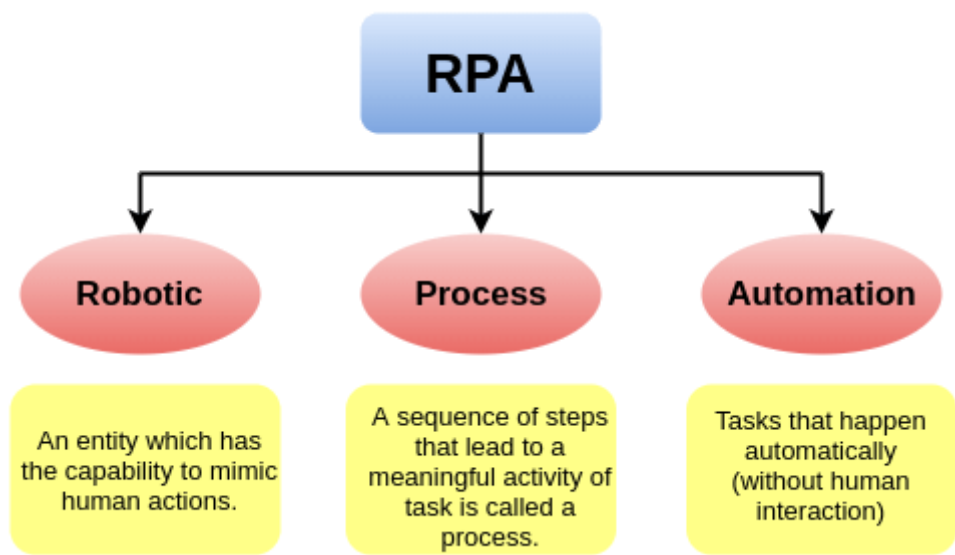 RPA
Robotic
Process
Automation
An entity which has
the capability to mimic
human actions.
A sequence of steps
that lead to a
meaningful activity of
task is called a
process.
Tasks that happen
automatically
(without human
interaction)